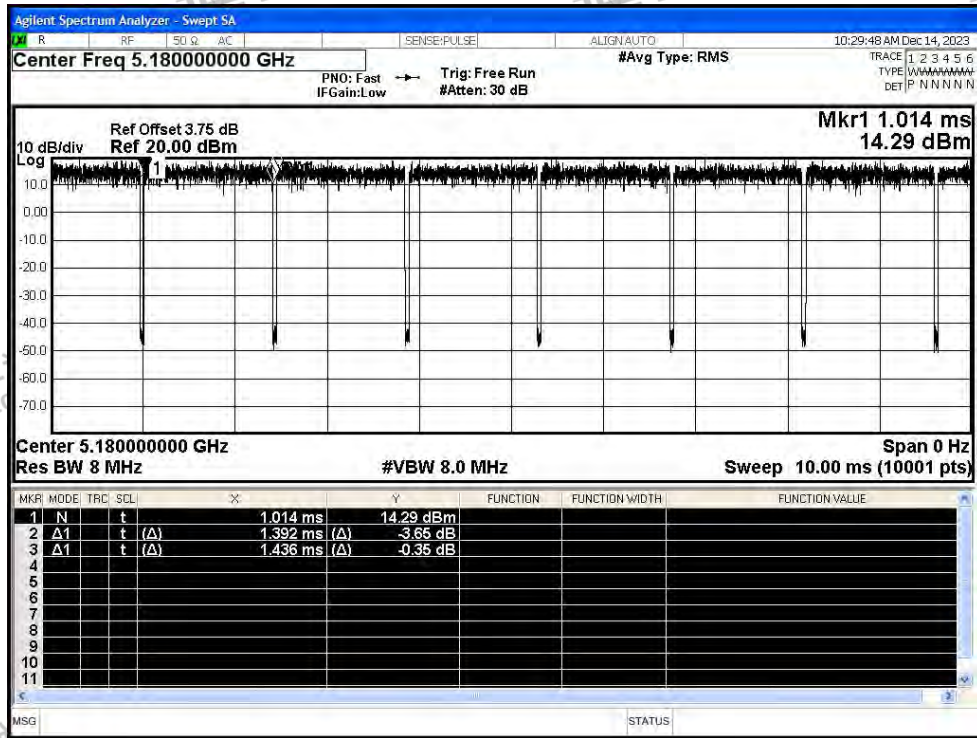 Agilent Spectrum Analyzer - Swept SA
LXI R RF 50 Ω AC SENSE:PULSE ALIGN AUTO 10:29:48 AM Dec 14, 2023
Center Freq 5.180000000 GHz #Avg Type: RMS TRACE 1 2 3 4 5 6
PNO: Fast Trig: Free Run TYPE WWWWWW
IFGain:Low #Atten: 30 dB DET P N N N N N
Mkr1 1.014 ms
Ref Offset 3.75 dB
10 dB/div Ref 20.00 dBm 14.29 dBm
Log
1
10.0
0.00
-10.0
-20.0
-30.0
-40.0
-50.0
-60.0
-70.0
Center 5.180000000 GHz Span 0 Hz
Res BW 8 MHz #VBW 8.0 MHz Sweep 10.00 ms (10001 pts)
MKR MODE TRC SCL X Y FUNCTION FUNCTION WIDTH FUNCTION VALUE
1 N t 1.014 ms 14.29 dBm
2 Δ1 t (Δ) 1.392 ms (Δ) -3.65 dB
3 Δ1 t (Δ) 1.436 ms (Δ) -0.35 dB
4
5
6
7
8
9
10
11
MSG STATUS